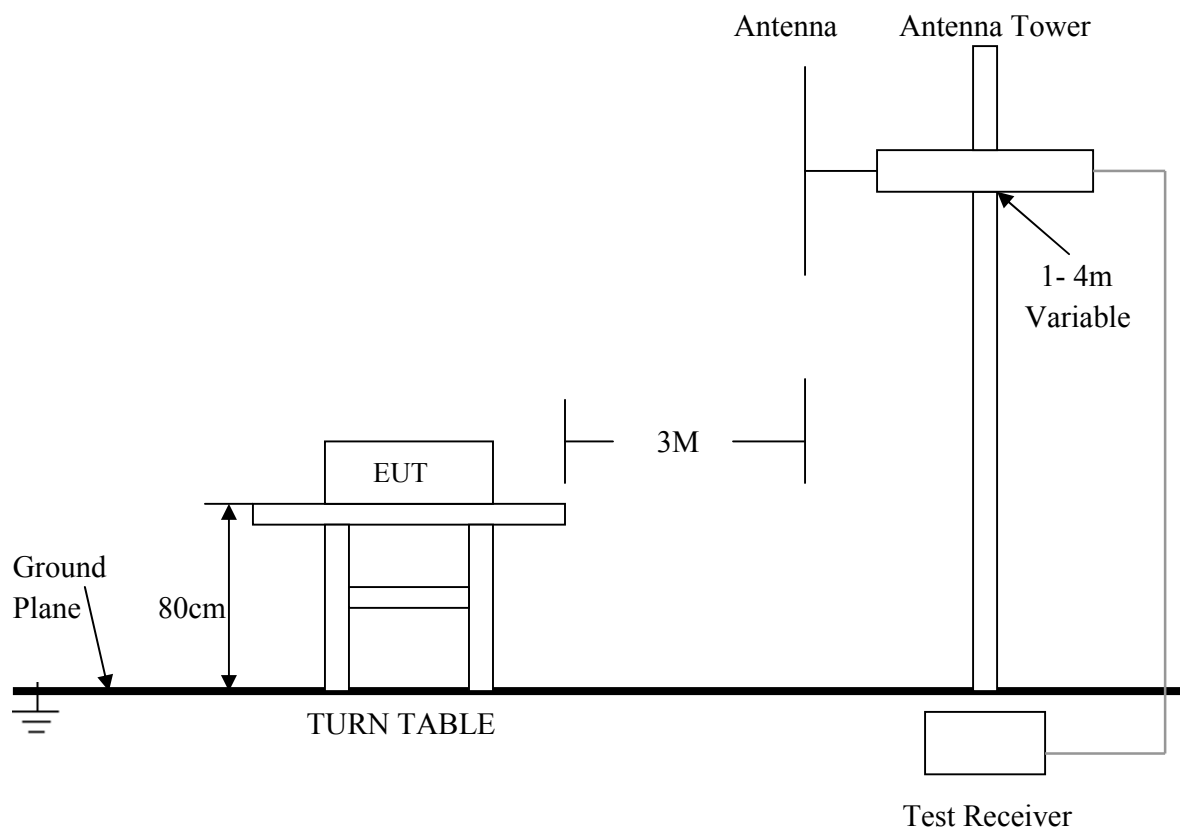 Antenna
Antenna Tower
1- 4m
Variable
3M
EUT
Ground
Plane
80cm
TURN TABLE
Test Receiver